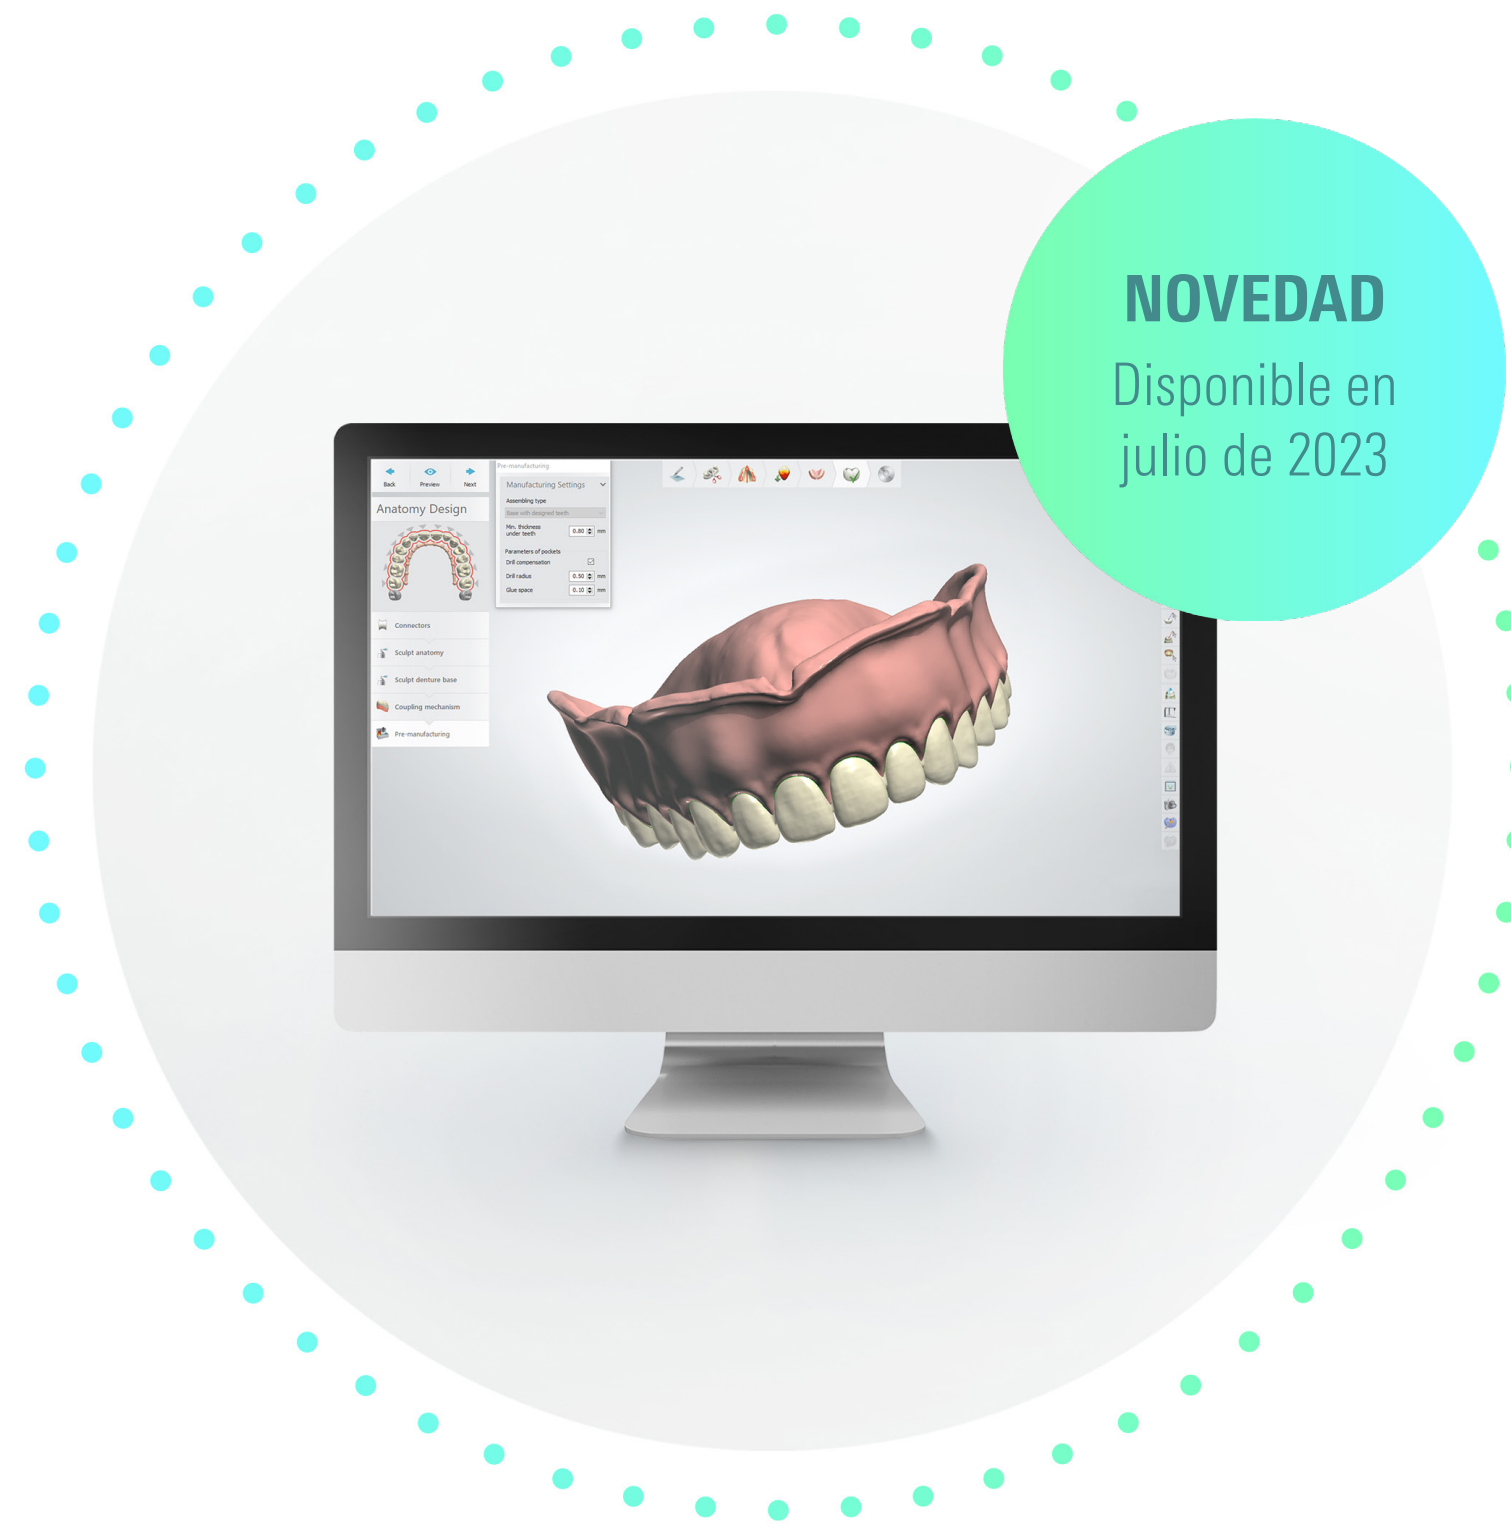 NOVEDAD
Disponible en
julio de 2023
Back Preview Next
Anatomy Design
Connectors
Sculpt anatomy
Sculpt denture base
Coupling mechanism
Pre-manufacturing
Pre-manufacturing
Manufacturing Settings
Assembling type
Base with designed teeth
Min. thickness
under teeth 0.80 mm
Parameters of pockets
Drill compensation
Drill radius 0.50 mm
Glue space 0.10 mm